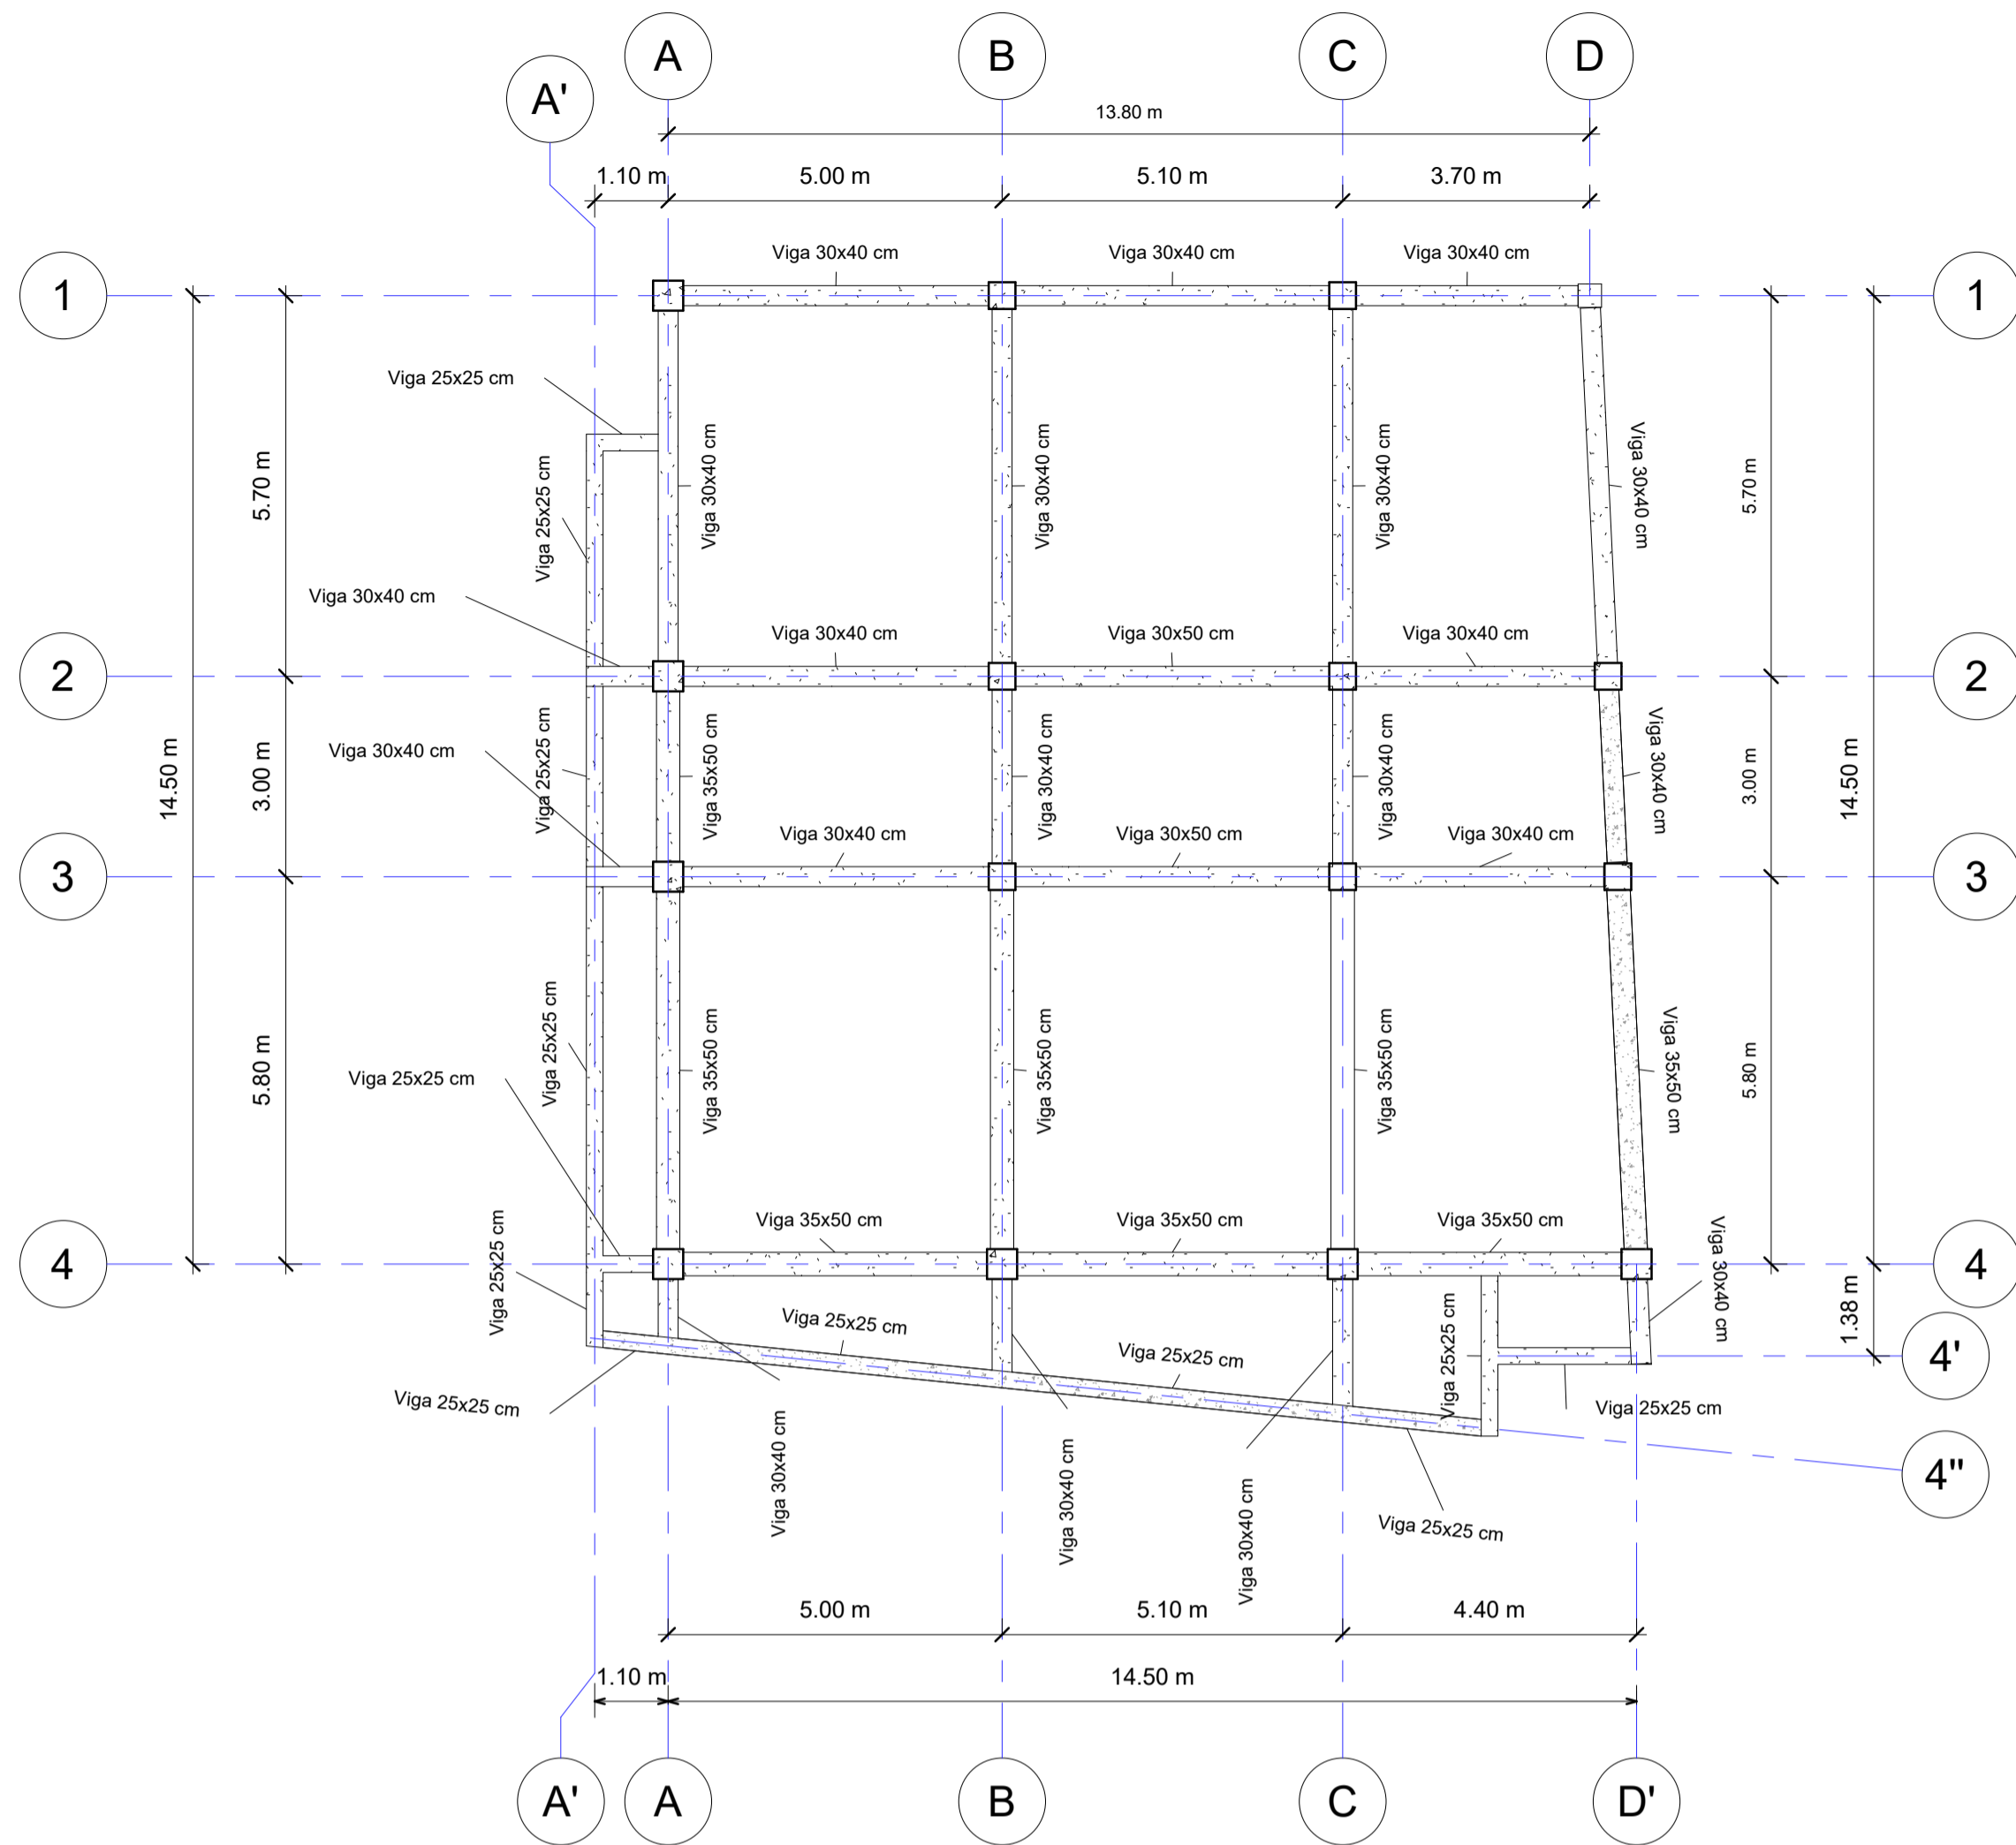 A'
A
B
C
D
13.80 m
1.10 m
5.00 m
5.10 m
3.70 m
Viga 30x40 cm
Viga 30x40 cm
Viga 30x40 cm
1
1
Viga 25x25 cm
Viga 25x25 cm
Viga 30x40 cm
Viga 30x40 cm
Viga 30x40 cm
Viga 30x40 cm
5.70 m
5.70 m
Viga 30x40 cm
Viga 30x40 cm
Viga 30x50 cm
Viga 30x40 cm
2
2
14.50 m
3.00 m
Viga 30x40 cm
Viga 25x25 cm
Viga 35x50 cm
Viga 30x40 cm
Viga 30x40 cm
Viga 30x40 cm
3.00 m
14.50 m
Viga 30x40 cm
Viga 30x50 cm
Viga 30x40 cm
3
3
5.80 m
Viga 25x25 cm
Viga 25x25 cm
Viga 35x50 cm
Viga 35x50 cm
Viga 35x50 cm
Viga 35x50 cm
5.80 m
Viga 35x50 cm
Viga 35x50 cm
Viga 35x50 cm
4
4
Viga 25x25 cm
Viga 25x25 cm
Viga 25x25 cm
Viga 25x25 cm
Viga 30x40 cm
1.38 m
4'
Viga 25x25 cm
Viga 25x25 cm
Viga 30x40 cm
Viga 30x40 cm
Viga 30x40 cm
Viga 25x25 cm
4"
5.00 m
5.10 m
4.40 m
1.10 m
14.50 m
A'
A
B
C
D'